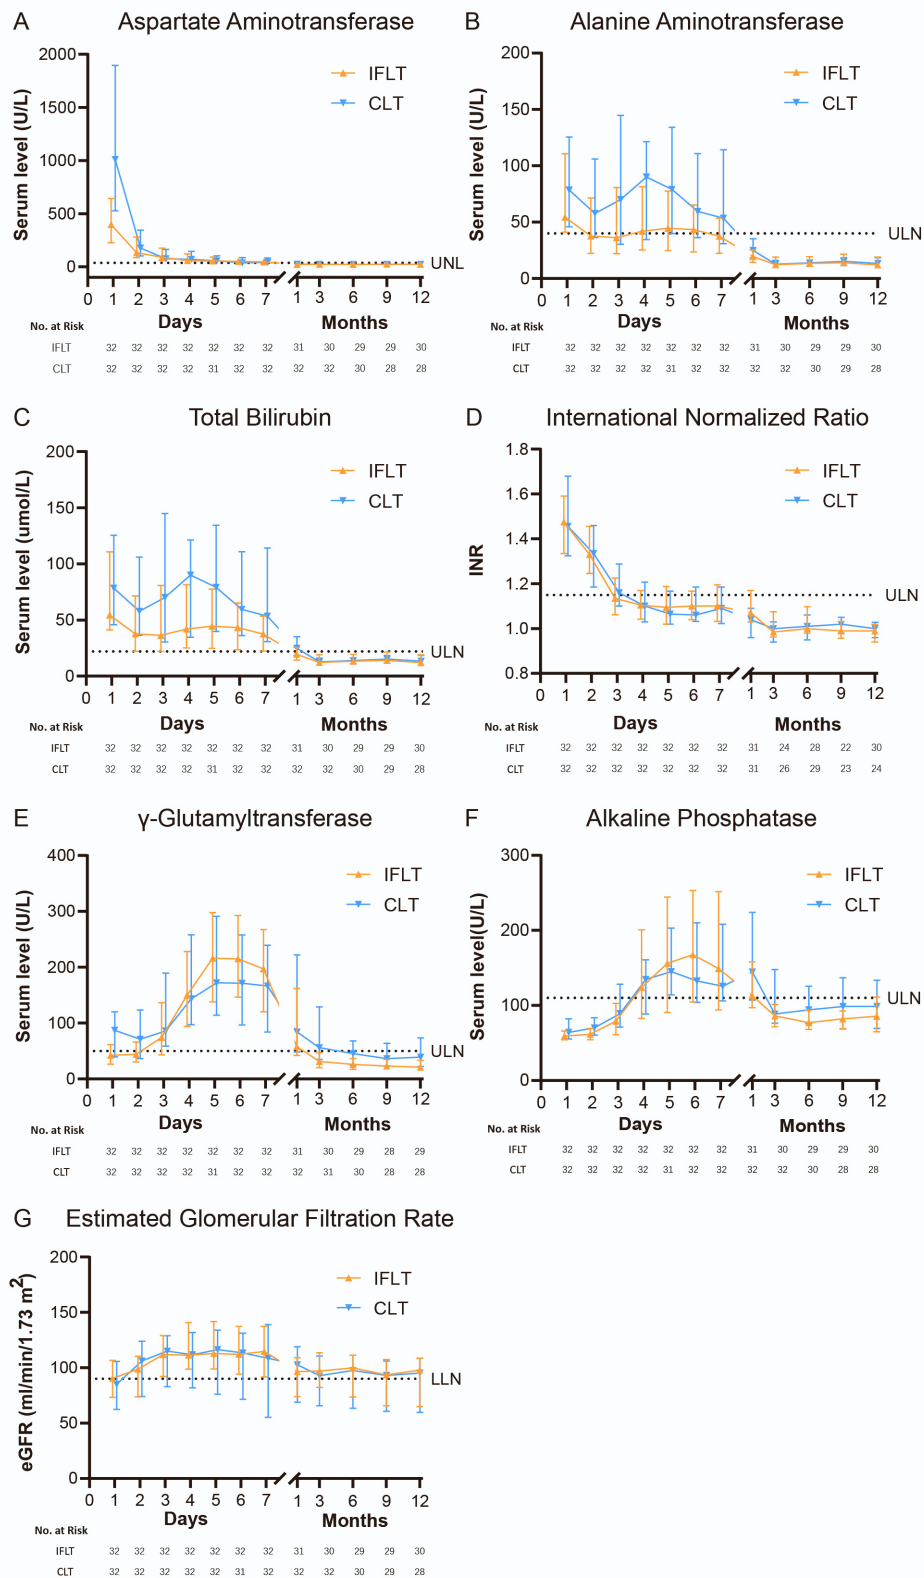 A Aspartate Aminotransferase
Serum level (U/L)
2000
1500
1000
500
0
IFLT
CLT
UNL
0 1 2 3 4 5 6 7 1 3 6 9 12
Days Months
No. at Risk
IFLT 32 32 32 32 32 32 32 31 30 29 29 30
CLT 32 32 32 32 31 32 32 32 32 30 28 28
B Alanine Aminotransferase
Serum level (U/L)
200
150
100
50
0
IFLT
CLT
ULN
0 1 2 3 4 5 6 7 1 3 6 9 12
Days Months
No. at Risk
IFLT 32 32 32 32 32 32 32 31 30 29 29 30
CLT 32 32 32 32 31 32 32 32 32 30 29 28
C Total Bilirubin
Serum level (umol/L)
200
150
100
50
0
IFLT
CLT
ULN
0 1 2 3 4 5 6 7 1 3 6 9 12
Days Months
No. at Risk
IFLT 32 32 32 32 32 32 32 31 30 29 29 30
CLT 32 32 32 32 31 32 32 32 32 30 29 28
D International Normalized Ratio
INR
1.8
1.6
1.4
1.2
1.0
0.8
IFLT
CLT
ULN
0 1 2 3 4 5 6 7 1 3 6 9 12
Days Months
No. at Risk
IFLT 32 32 32 32 32 32 32 31 24 28 22 30
CLT 32 32 32 32 32 32 32 31 26 29 23 24
E γ-Glutamyltransferase
Serum level (U/L)
400
300
200
100
0
IFLT
CLT
ULN
0 1 2 3 4 5 6 7 1 3 6 9 12
Days Months
No. at Risk
IFLT 32 32 32 32 32 32 32 31 30 29 28 29
CLT 32 32 32 32 31 32 32 32 31 30 28 28
F Alkaline Phosphatase
Serum level(U/L)
300
200
100
0
IFLT
CLT
ULN
0 1 2 3 4 5 6 7 1 3 6 9 12
Days Months
No. at Risk
IFLT 32 32 32 32 32 32 32 31 30 29 29 30
CLT 32 32 32 32 31 32 32 32 32 30 28 28
G Estimated Glomerular Filtration Rate
eGFR (ml/min/1.73 m²)
200
150
100
50
0
IFLT
CLT
LLN
0 1 2 3 4 5 6 7 1 3 6 9 12
Days Months
No. at Risk
IFLT 32 32 32 32 32 32 32 31 30 29 29 30
CLT 32 32 32 32 32 31 32 32 32 30 29 28